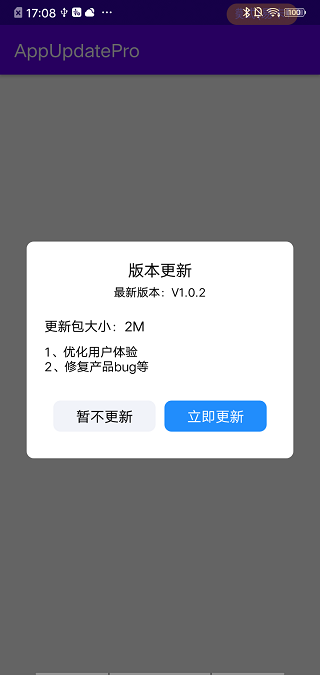 17:08
100
AppUpdatePro
版本更新
最新版本：V1.0.2
更新包大小：2M
1、优化用户体验
2、修复产品bug等
暂不更新
立即更新